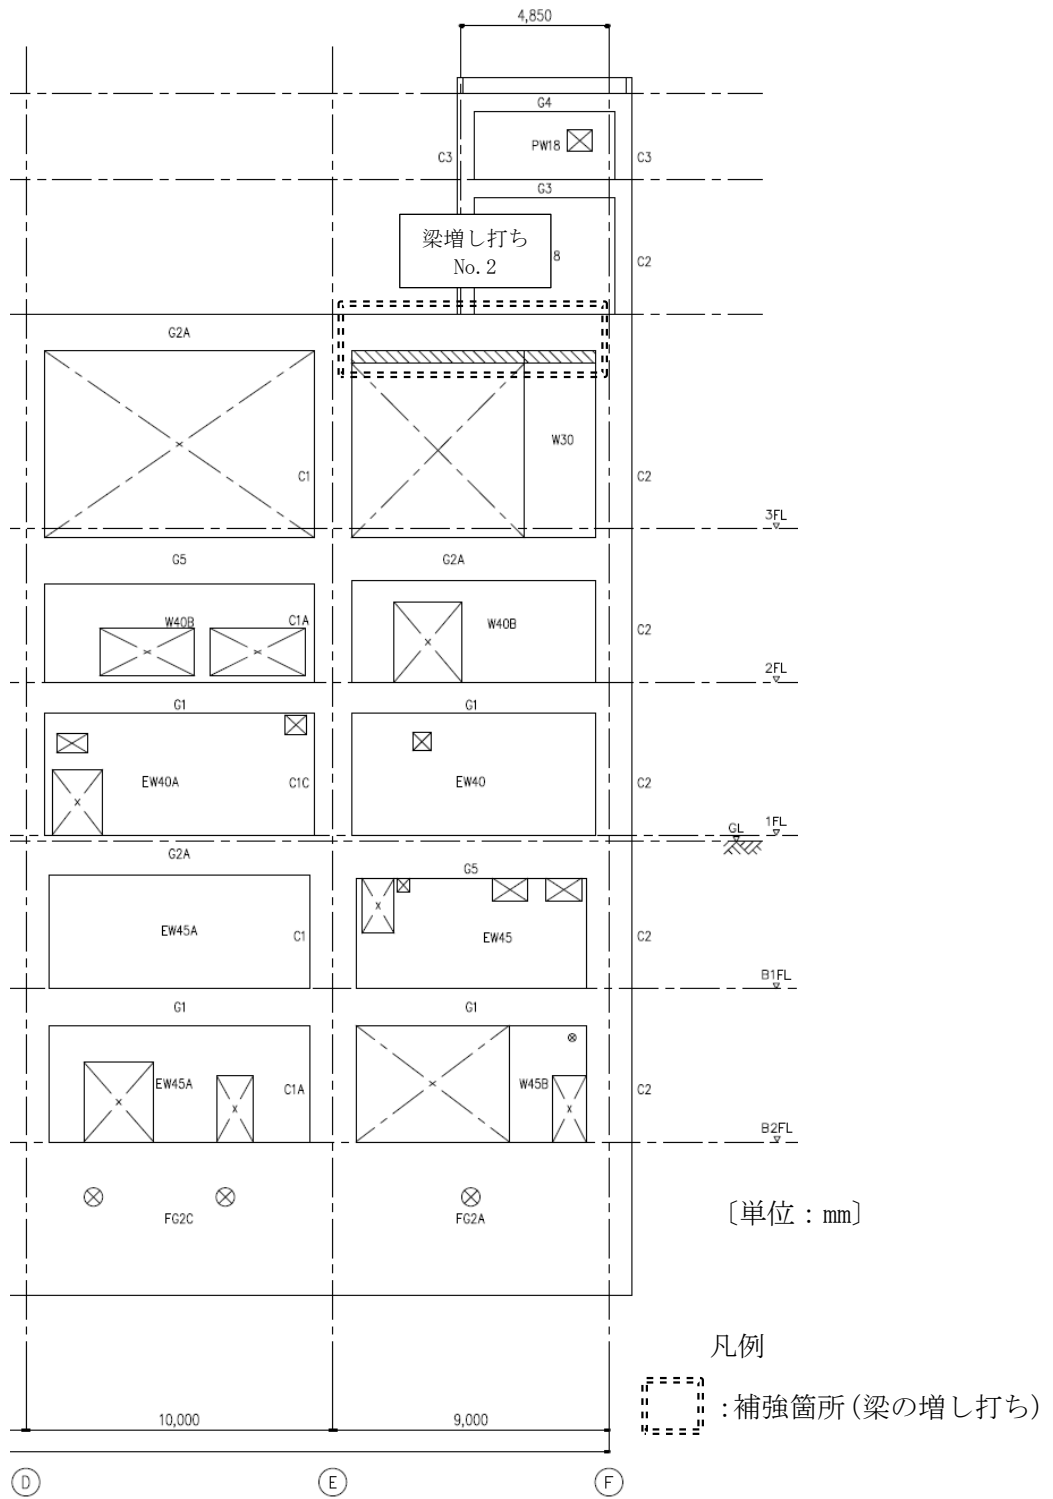 4,850
G4
PW18
C3
C3
G3
梁増し打ち
No.2
8
C2
G2A
W30
C1
C2
3FL
G5
G2A
W40B
C1A
W40B
C2
2FL
G1
G1
EW40A
C1C
EW40
C2
GL
1FL
G2A
G5
EW45A
C1
EW45
C2
B1FL
G1
G1
EW45A
C1A
W45B
C2
B2FL
FG2C
FG2A
〔単位：mm〕
凡例
：補強箇所(梁の増し打ち)
10,000
9,000
D
E
F